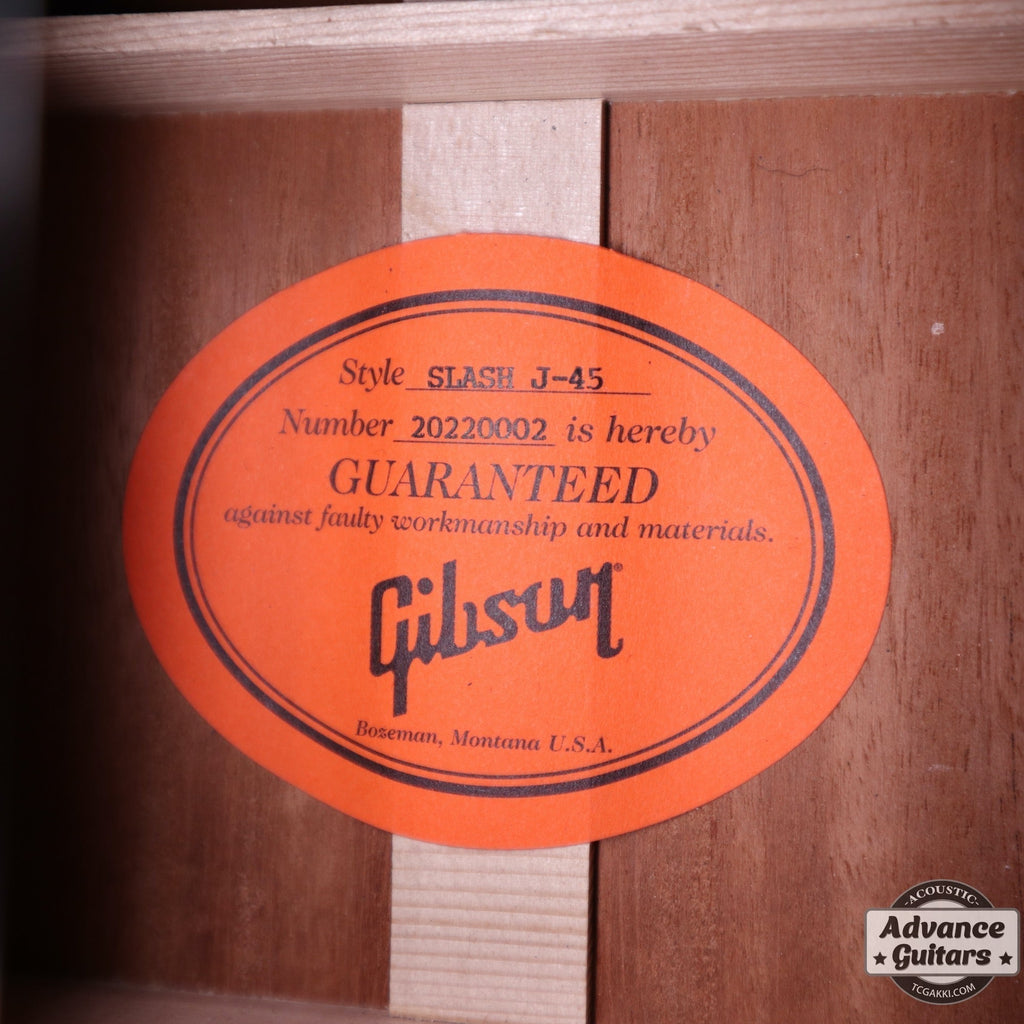 Style SLASH J-45
Number 20220002 is hereby
GUARANTEED
against faulty workmanship and materials.
Gibson®
Bozeman, Montana U.S.A.
-ACOUSTIC-
Advance
★ Guitars ★
TCGAKKI.COM